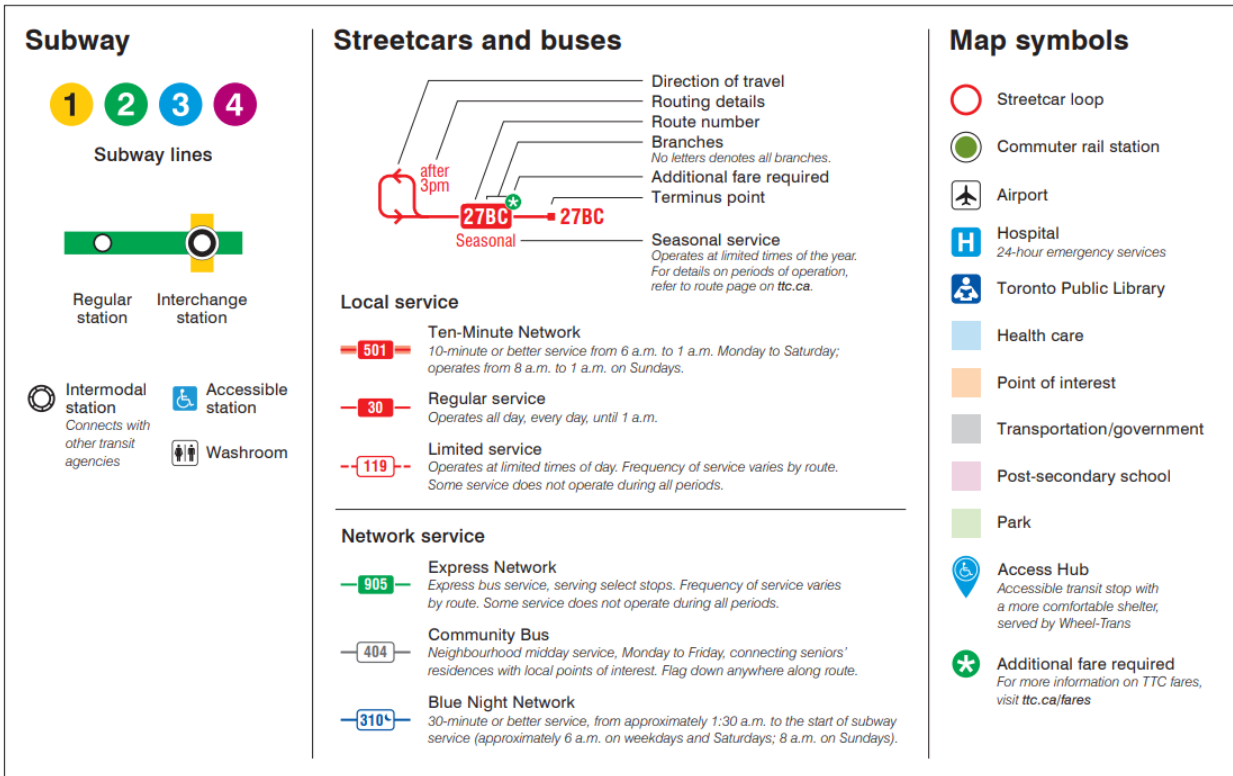 Subway
1 2 3 4
Subway lines
Regular
station
Interchange
station
Intermodal
station
Connects with
other transit
agencies
Accessible
station
Washroom
Streetcars and buses
Direction of travel
Routing details
Route number
Branches
No letters denotes all branches.
Additional fare required
Terminus point
after
3pm
27BC
27BC
Seasonal
Seasonal service
Operates at limited times of the year.
For details on periods of operation,
refer to route page on ttc.ca.
Local service
501
Ten-Minute Network
10-minute or better service from 6 a.m. to 1 a.m. Monday to Saturday;
operates from 8 a.m. to 1 a.m. on Sundays.
30
Regular service
Operates all day, every day, until 1 a.m.
119
Limited service
Operates at limited times of day. Frequency of service varies by route.
Some service does not operate during all periods.
Network service
905
Express Network
Express bus service, serving select stops. Frequency of service varies
by route. Some service does not operate during all periods.
404
Community Bus
Neighbourhood midday service, Monday to Friday, connecting seniors'
residences with local points of interest. Flag down anywhere along route.
310
Blue Night Network
30-minute or better service, from approximately 1:30 a.m. to the start of subway
service (approximately 6 a.m. on weekdays and Saturdays; 8 a.m. on Sundays).
Map symbols
Streetcar loop
Commuter rail station
Airport
H
Hospital
24-hour emergency services
Toronto Public Library
Health care
Point of interest
Transportation/government
Post-secondary school
Park
Access Hub
Accessible transit stop with
a more comfortable shelter,
served by Wheel-Trans
Additional fare required
For more information on TTC fares,
visit ttc.ca/fares